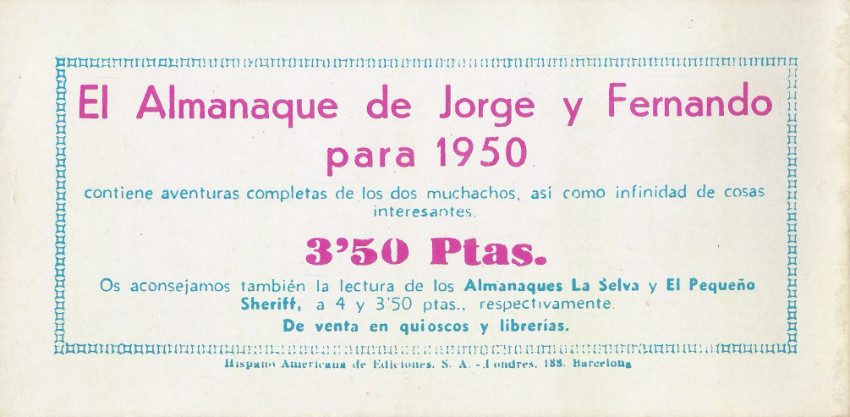 El Almanaque de Jorge y Fernando
para 1950
contiene aventuras completas de los dos muchachos, así como infinidad de cosas
interesantes.
3'50 Ptas.
Os aconsejamos también la lectura de los Almanaques La Selva y El Pequeño
Sheriff, a 4 y 3'50 ptas., respectivamente.
De venta en quioscos y librerías.
Hispano Americana de Ediciones. S. A. - Londres, 188. Barcelona